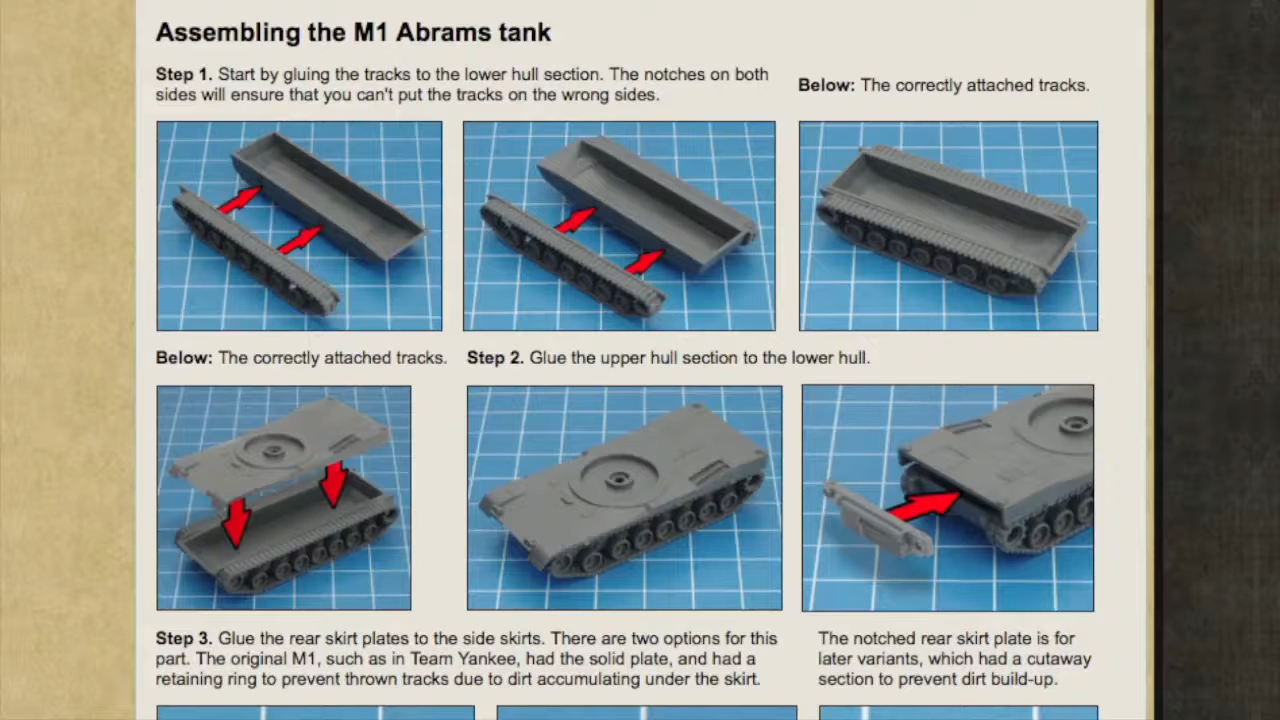 Assembling the M1 Abrams tank
Step 1. Start by gluing the tracks to the lower hull section. The notches on both
sides will ensure that you can't put the tracks on the wrong sides.
Below: The correctly attached tracks.
Below: The correctly attached tracks.
Step 2. Glue the upper hull section to the lower hull.
Step 3. Glue the rear skirt plates to the side skirts. There are two options for this
part. The original M1, such as in Team Yankee, had the solid plate, and had a
retaining ring to prevent thrown tracks due to dirt accumulating under the skirt.
The notched rear skirt plate is for
later variants, which had a cutaway
section to prevent dirt build-up.